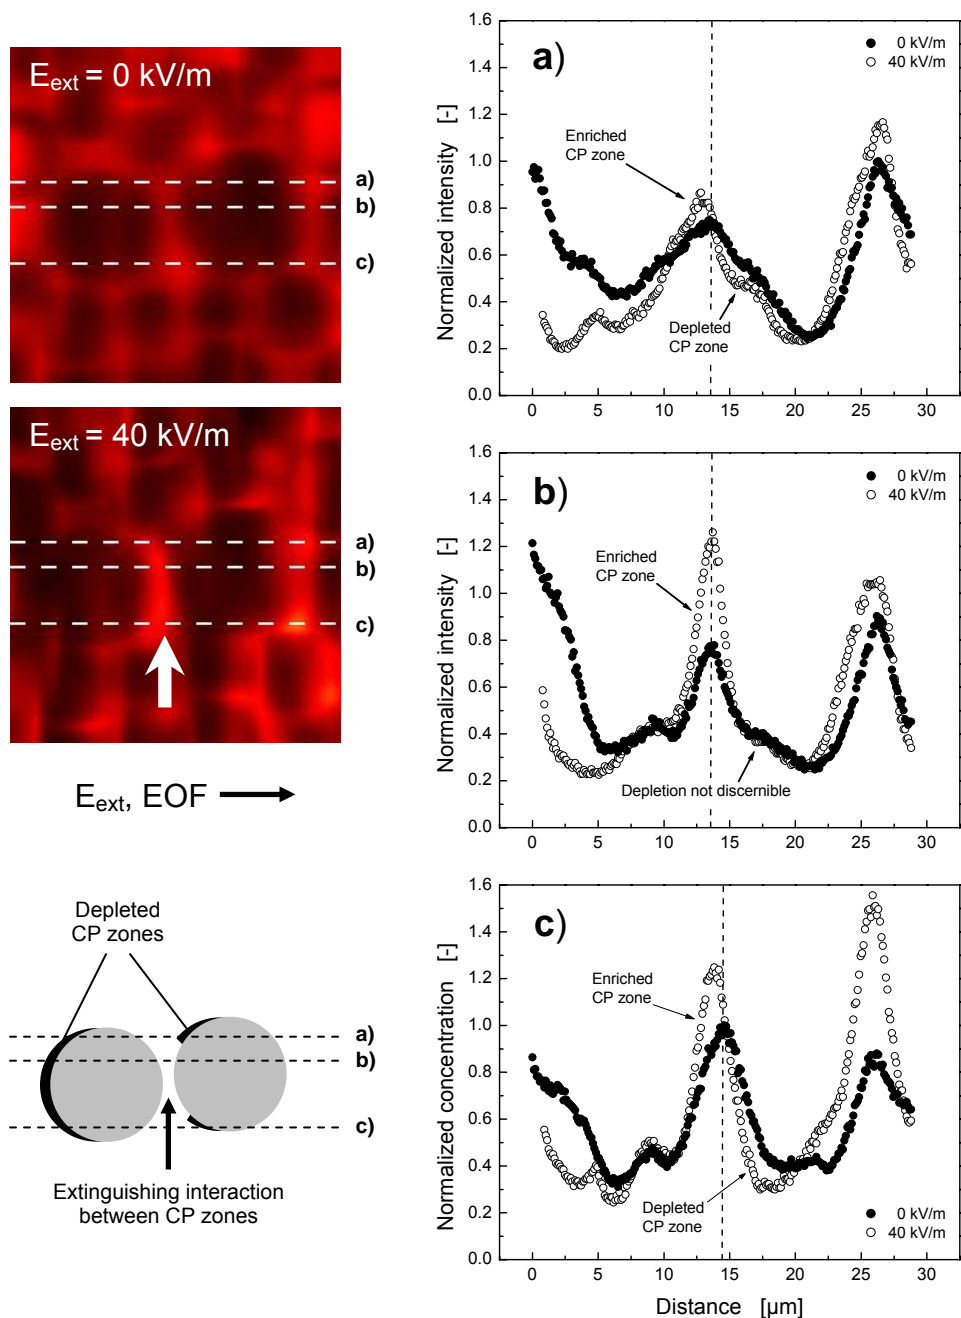 E_ext = 0 kV/m
a)
b)
c)
E_ext = 40 kV/m
a)
b)
c)
E_ext, EOF
Depleted
CP zones
a)
b)
c)
Extinguishing interaction
between CP zones
a)
0 kV/m
40 kV/m
Enriched
CP zone
Depleted
CP zone
Normalized intensity [-]
1.6
1.4
1.2
1.0
0.8
0.6
0.4
0.2
0.0
0 5 10 15 20 25 30
b)
0 kV/m
40 kV/m
Enriched
CP zone
Depletion not discernible
Normalized intensity [-]
1.6
1.4
1.2
1.0
0.8
0.6
0.4
0.2
0.0
0 5 10 15 20 25 30
c)
Enriched
CP zone
Depleted
CP zone
0 kV/m
40 kV/m
Normalized concentration [-]
1.6
1.4
1.2
1.0
0.8
0.6
0.4
0.2
0.0
0 5 10 15 20 25 30
Distance [µm]